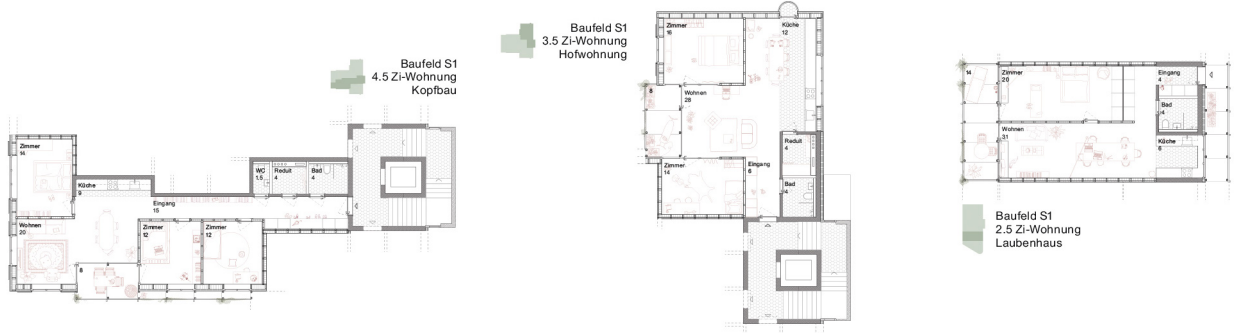 Baufeld S1
4.5 Zi-Wohnung
Kopfbau
Zimmer
14
Küche
9
WC
1.5
Reduit
4
Bad
4
Eingang
15
Wohnen
20
8
Zimmer
12
Zimmer
12
Baufeld S1
3.5 Zi-Wohnung
Hofwohnung
Zimmer
16
Küche
12
8
Wohnen
28
Zimmer
14
Eingang
6
Reduit
4
Bad
4
14
Zimmer
20
Eingang
4
Bad
4
Wohnen
31
Küche
8
Baufeld S1
2.5 Zi-Wohnung
Laubenhaus